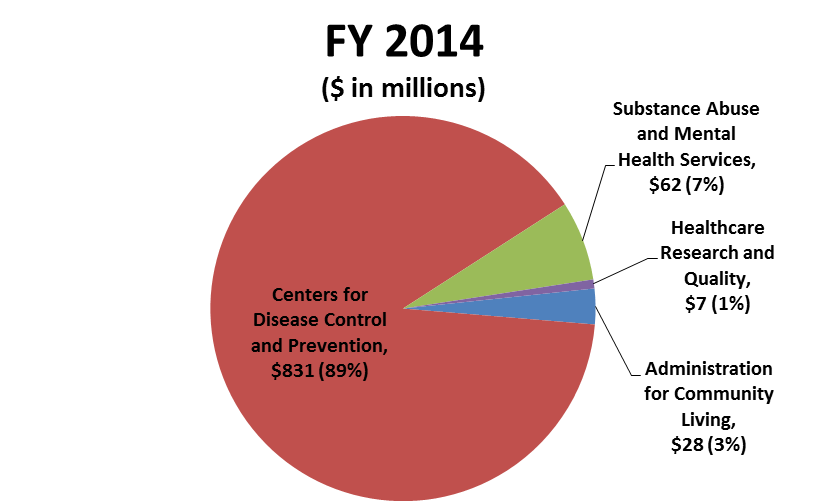 FY 2014
($ in millions)
Substance Abuse
and Mental
Health Services,
$62 (7%)
Healthcare
Research and
Quality,
$7 (1%)
Centers for
Disease Control
and Prevention,
$831 (89%)
Administration
for Community
Living,
$28 (3%)